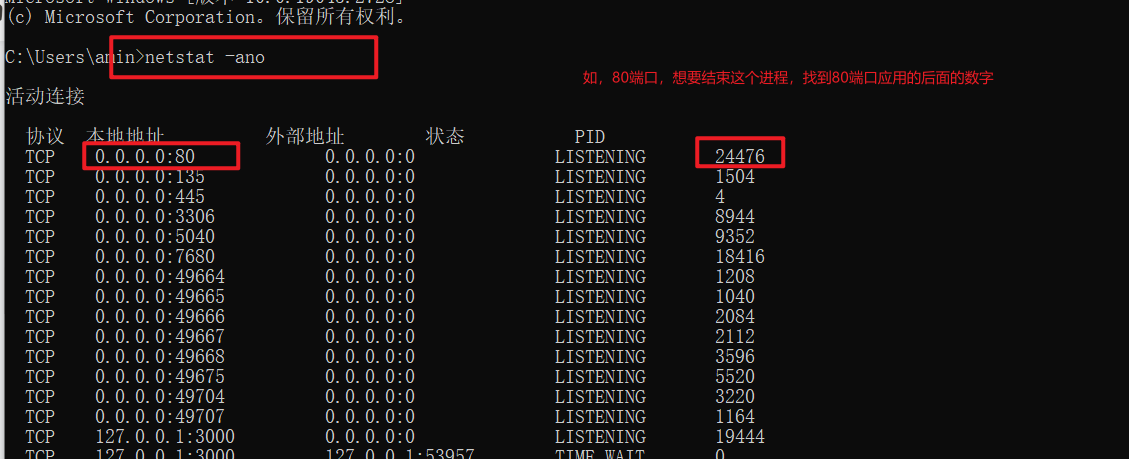 (c) Microsoft Corporation。保留所有权利。
C:\Users\amin>netstat -ano
如，80端口，想要结束这个进程，找到80端口应用的后面的数字
活动连接
协议 本地地址 外部地址 状态 PID
TCP 0.0.0.0:80 0.0.0.0:0 LISTENING 24476
TCP 0.0.0.0:135 0.0.0.0:0 LISTENING 1504
TCP 0.0.0.0:445 0.0.0.0:0 LISTENING 4
TCP 0.0.0.0:3306 0.0.0.0:0 LISTENING 8944
TCP 0.0.0.0:5040 0.0.0.0:0 LISTENING 9352
TCP 0.0.0.0:7680 0.0.0.0:0 LISTENING 18416
TCP 0.0.0.0:49664 0.0.0.0:0 LISTENING 1208
TCP 0.0.0.0:49665 0.0.0.0:0 LISTENING 1040
TCP 0.0.0.0:49666 0.0.0.0:0 LISTENING 2084
TCP 0.0.0.0:49667 0.0.0.0:0 LISTENING 2112
TCP 0.0.0.0:49668 0.0.0.0:0 LISTENING 3596
TCP 0.0.0.0:49675 0.0.0.0:0 LISTENING 5520
TCP 0.0.0.0:49704 0.0.0.0:0 LISTENING 3220
TCP 0.0.0.0:49707 0.0.0.0:0 LISTENING 1164
TCP 127.0.0.1:3000 0.0.0.0:0 LISTENING 19444
TCP 127.0.0.1:3000 127.0.0.1:53957 TIME_WAIT 0